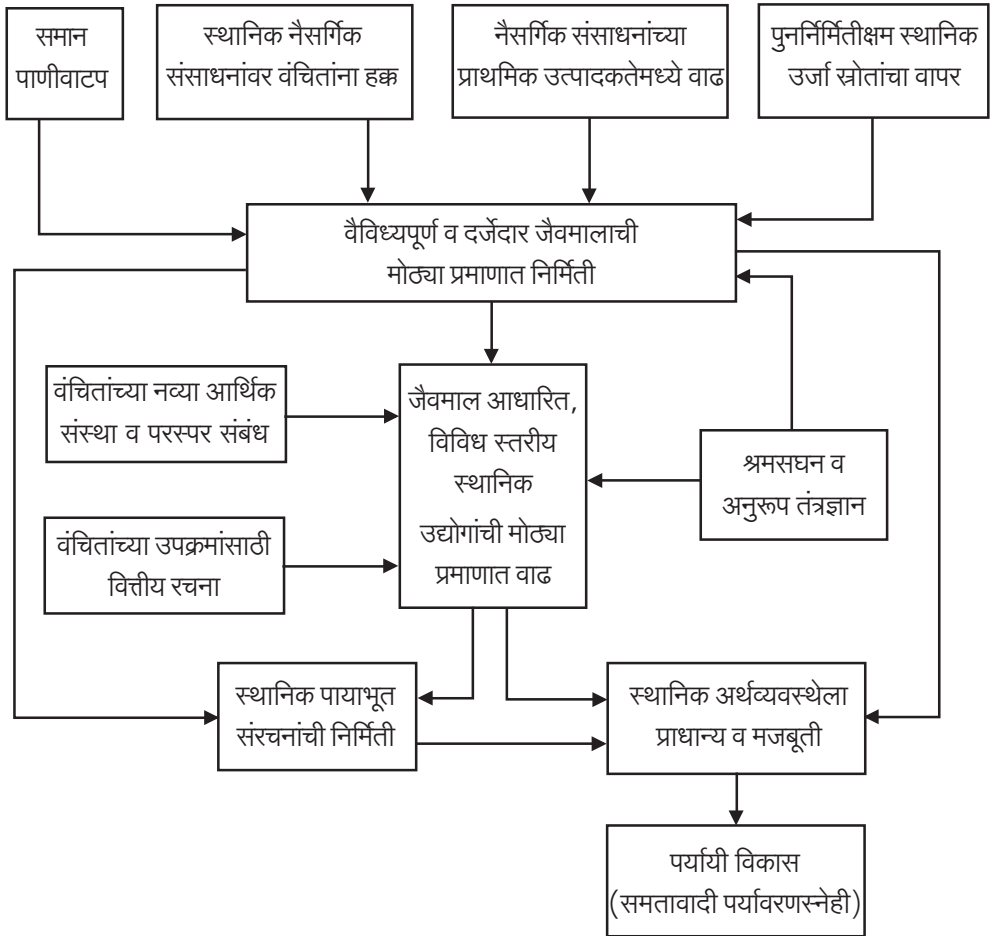 समान
पाणीवाटप
स्थानिक नैसर्गिक
संसाधनांवर वंचितांना हक्क
नैसर्गिक संसाधनांच्या
प्राथमिक उत्पादकतेमध्ये वाढ
पुनर्निर्मितीक्षम स्थानिक
उर्जा स्रोतांचा वापर
वैविध्यपूर्ण व दर्जेदार जैवमालाची
मोठ्या प्रमाणात निर्मिती
वंचितांच्या नव्या आर्थिक
संस्था व परस्पर संबंध
जैवमाल आधारित,
विविध स्तरीय
स्थानिक
उद्योगांची मोठ्या
प्रमाणात वाढ
श्रमसघन व
अनुरूप तंत्रज्ञान
वंचितांच्या उपक्रमांसाठी
वित्तीय रचना
स्थानिक पायाभूत
संरचनांची निर्मिती
स्थानिक अर्थव्यवस्थेला
प्राधान्य व मजबूती
पर्यायी विकास
(समतावादी पर्यावरणस्नेही)